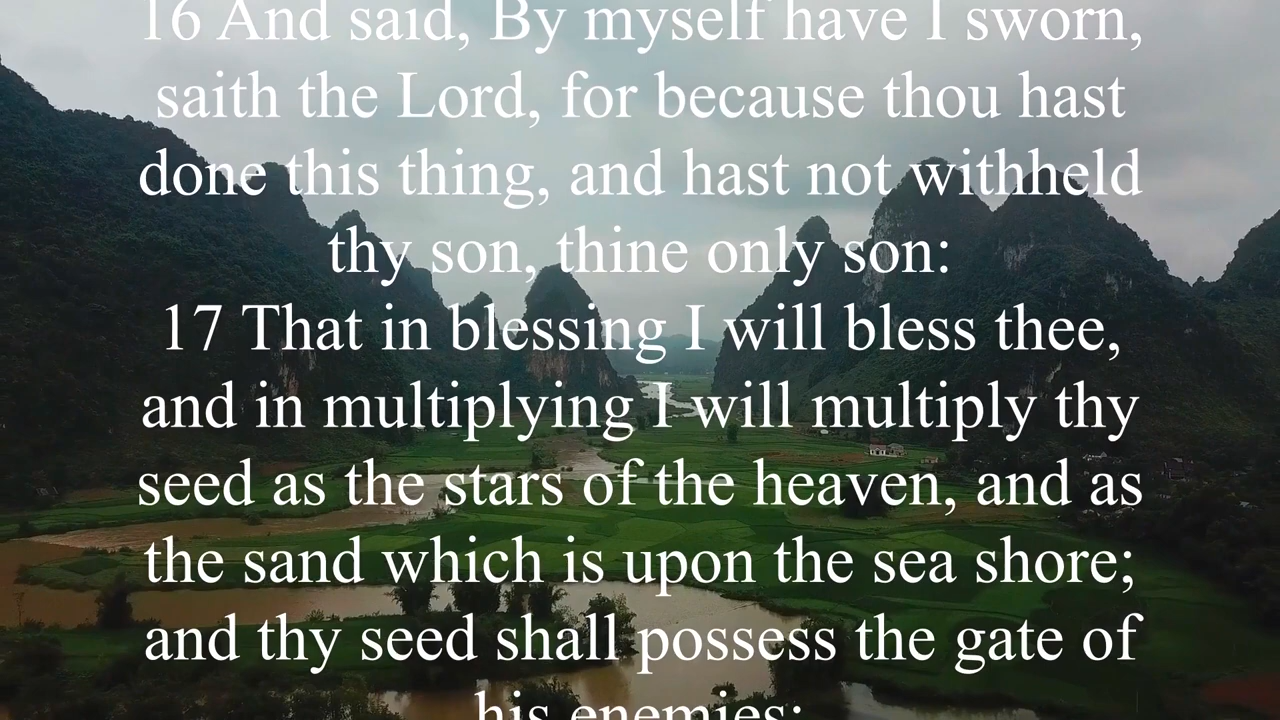 16 And said, By myself have I sworn,
saith the Lord, for because thou hast
done this thing, and hast not withheld
thy son, thine only son:
17 That in blessing I will bless thee,
and in multiplying I will multiply thy
seed as the stars of the heaven, and as
the sand which is upon the sea shore;
and thy seed shall possess the gate of
his enemies;